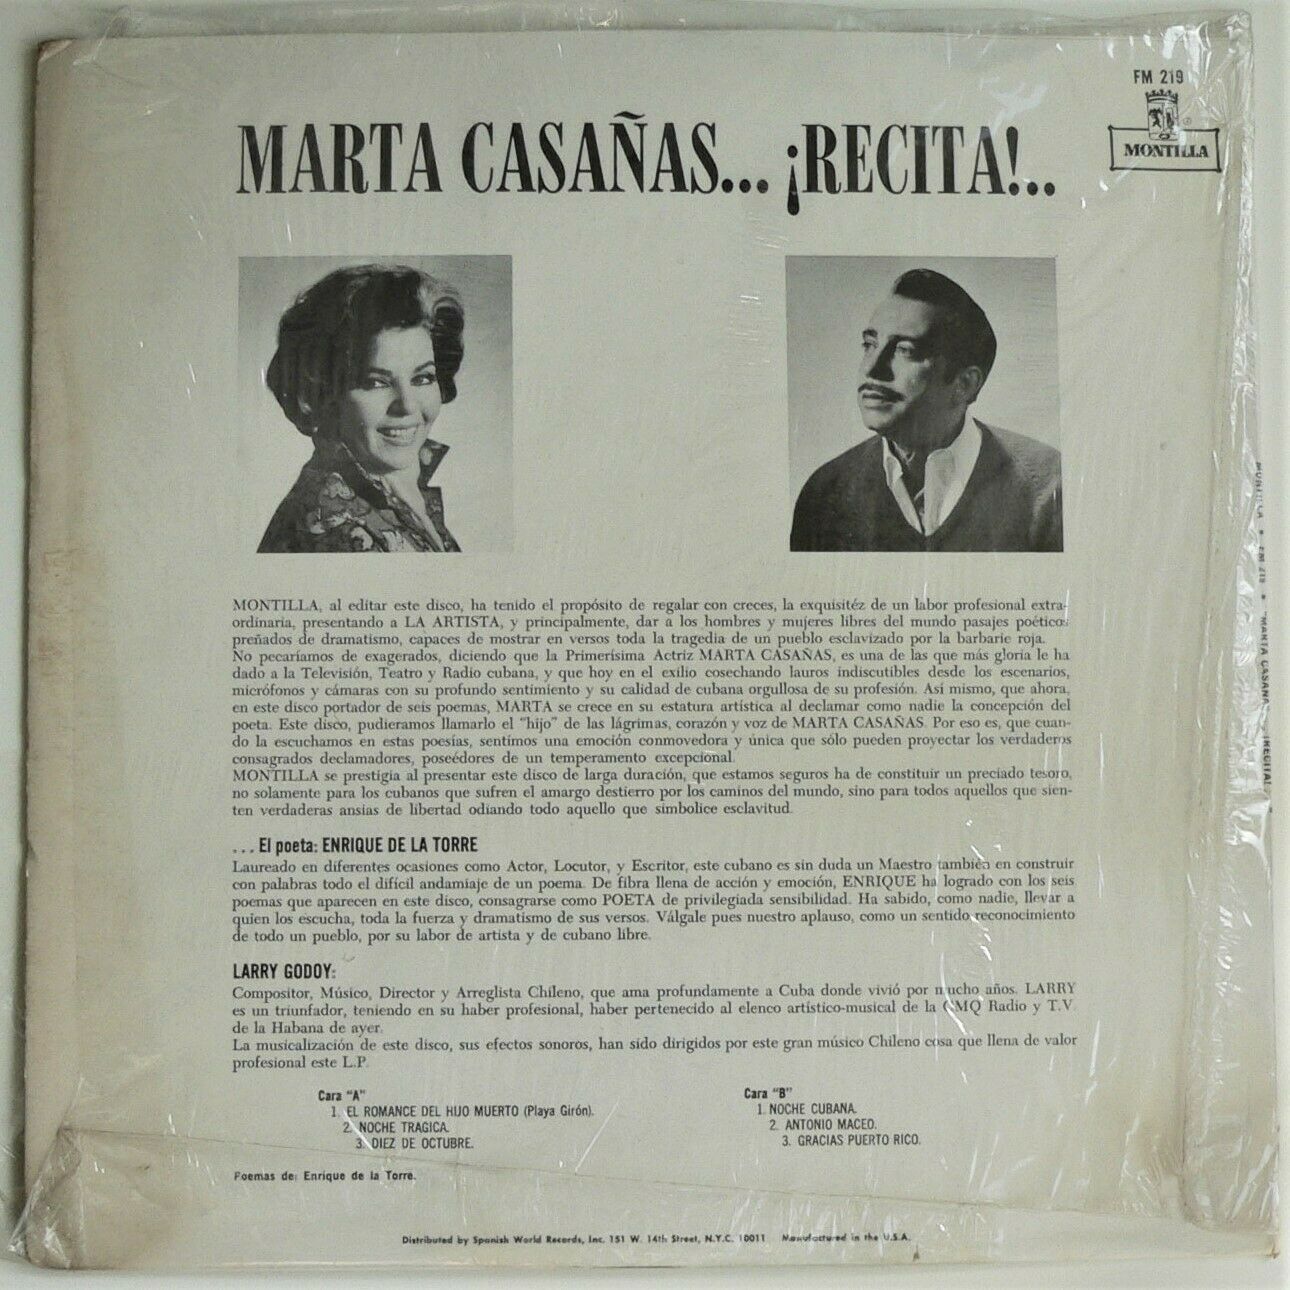 FM 219
MONTILLA
MARTA CASAÑAS... ¡RECITA!..
MONTILLA, al editar este disco, ha tenido el propósito de regalar con creces, la exquisitéz de un labor profesional extra-
ordinaria, presentando a LA ARTISTA, y principalmente, dar a los hombres y mujeres libres del mundo pasajes poéticos
preñados de dramatismo, capaces de mostrar en versos toda la tragedia de un pueblo esclavizado por la barbarie roja.
No pecaríamos de exagerados, diciendo que la Primerísima Actriz MARTA CASAÑAS, es una de las que más gloria le ha
dado a la Televisión, Teatro y Radio cubana, y que hoy en el exilio cosechando lauros indiscutibles desde los escenarios,
micrófonos y cámaras con su profundo sentimiento y su calidad de cubana orgullosa de su profesión. Así mismo, que ahora,
en este disco portador de seis poemas, MARTA se crece en su estatura artística al declamar como nadie la concepción del
poeta. Este disco, pudieramos llamarlo el "hijo" de las lágrimas, corazón y voz de MARTA CASAÑAS. Por eso es, que cuan-
do la escuchamos en estas poesías, sentimos una emoción conmovedora y única que sólo pueden proyectar los verdaderos
consagrados declamadores, poseédores de un temperamento excepcional.
MONTILLA se prestigia al presentar este disco de larga duración, que estamos seguros ha de constituir un preciado tesoro,
no solamente para los cubanos que sufren el amargo destierro por los caminos del mundo, sino para todos aquellos que sien-
ten verdaderas ansias de libertad odiando todo aquello que simbolice esclavitud.
...El poeta: ENRIQUE DE LA TORRE
Laureado en diferentes ocasiones como Actor, Locutor, y Escritor, este cubano es sin duda un Maestro también en construir
con palabras todo el difícil andamiaje de un poema. De fibra llena de acción y emoción, ENRIQUE ha logrado con los seis
poemas que aparecen en este disco, consagrarse como POETA de privilegiada sensibilidad. Ha sabido, como nadie, llevar a
quien los escucha, toda la fuerza y dramatismo de sus versos. Válgale pues nuestro aplauso, como un sentido reconocimiento
de todo un pueblo, por su labor de artista y de cubano libre.
LARRY GODOY:
Compositor, Músico, Director y Arreglista Chileno, que ama profundamente a Cuba donde vivió por mucho años. LARRY
es un triunfador, teniendo en su haber profesional, haber pertenecido al elenco artístico-musical de la CMQ Radio y T.V.
de la Habana de ayer.
La musicalización de este disco, sus efectos sonoros, han sido dirigidos por este gran músico Chileno cosa que llena de valor
profesional este L.P.
Cara "A"
1. EL ROMANCE DEL HIJO MUERTO (Playa Girón).
2. NOCHE TRAGICA.
3. DIEZ DE OCTUBRE.
Cara "B"
1. NOCHE CUBANA.
2. ANTONIO MACEO.
3. GRACIAS PUERTO RICO.
Poemas de: Enrique de la Torre.
Distributed by Spanish World Records, Inc. 151 W. 14th Street, N.Y.C. 10011 Manufactured in the U.S.A.
MONTILLA * FM 219 * "MARTA CASAÑAS